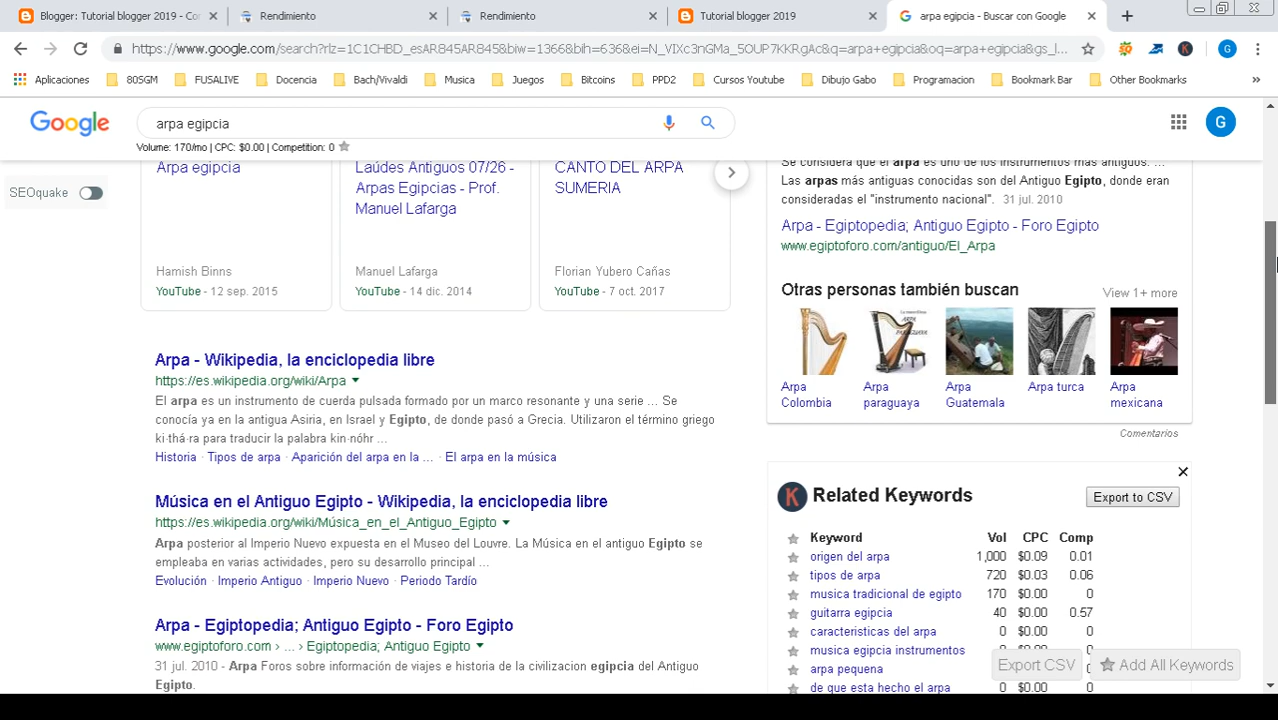 Blogger: Tutorial blogger 2019 - Co
Rendimiento
Rendimiento
Tutorial blogger 2019
arpa egipcia - Buscar con Google
https://www.google.com/search?rlz=1C1CHBD_esAR845AR845&biw=1366&bih=636&ei=N_VIXc3nGMa_5OUP7KKRgAc&q=arpa+egipcia&oq=arpa+egipcia&gs_l...
G
Aplicaciones
80SGM
FUSALIVE
Docencia
Bach/Vivaldi
Musica
Juegos
Bitcoins
PPD2
Cursos Youtube
Dibujo Gabo
Programacion
Bookmark Bar
Other Bookmarks
»
Google
arpa egipcia
G
Volume: 170/mo | CPC: $0.00 | Competition: 0
SEOquake
Arpa egipcia
Hamish Binns
YouTube - 12 sep. 2015
Laúdes Antiguos 07/26 -
Arpas Egipcias - Prof.
Manuel Lafarga
Manuel Lafarga
YouTube - 14 dic. 2014
CANTO DEL ARPA
SUMERIA
Florian Yubero Cañas
YouTube - 7 oct. 2017
Arpa - Wikipedia, la enciclopedia libre
https://es.wikipedia.org/wiki/Arpa
El arpa es un instrumento de cuerda pulsada formado por un marco resonante y una serie ... Se
conocía ya en la antigua Asiria, en Israel y Egipto, de donde pasó a Grecia. Utilizaron el término griego
ki·thá·ra para traducir la palabra kin·nóhr ...
Historia · Tipos de arpa · Aparición del arpa en la ... · El arpa en la música
Música en el Antiguo Egipto - Wikipedia, la enciclopedia libre
https://es.wikipedia.org/wiki/Música_en_el_Antiguo_Egipto
Arpa posterior al Imperio Nuevo expuesta en el Museo del Louvre. La Música en el antiguo Egipto se
empleaba en varias actividades, pero su desarrollo principal ...
Evolución · Imperio Antiguo · Imperio Nuevo · Periodo Tardío
Arpa - Egiptopedia; Antiguo Egipto - Foro Egipto
www.egiptoforo.com › ... › Egiptopedia; Antiguo Egipto
31 jul. 2010 - Arpa Foros sobre información de viajes e historia de la civilizacion egipcia del Antiguo
Egipto.
Se considera que el arpa es uno de los instrumentos más antiguos. ...
Las arpas más antiguas conocidas son del Antiguo Egipto, donde eran
consideradas el "instrumento nacional". 31 jul. 2010
Arpa - Egiptopedia; Antiguo Egipto - Foro Egipto
www.egiptoforo.com/antiguo/El_Arpa
Otras personas también buscan
View 1+ more
Arpa
Colombia
Arpa
paraguaya
Arpa
Guatemala
Arpa turca
Arpa
mexicana
Comentarios
K
Related Keywords
Export to CSV
Keyword Vol CPC Comp
origen del arpa 1,000 $0.09 0.01
tipos de arpa 720 $0.03 0.06
musica tradicional de egipto 170 $0.00 0
guitarra egipcia 40 $0.00 0.57
caracteristicas del arpa 0 $0.00 0
musica egipcia instrumentos 0 $0.00 0
arpa pequena 0 $0.00 0
de que esta hecho el arpa 0 $0.00 0
Export CSV
Add All Keywords